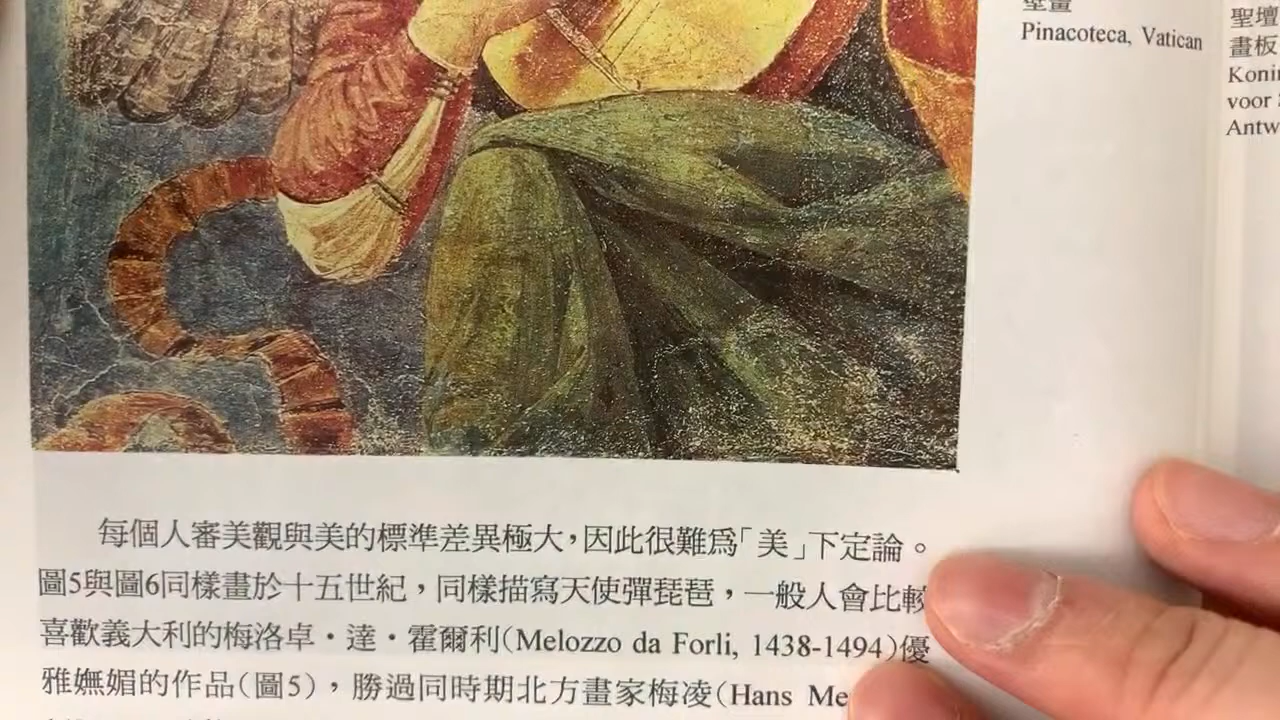 壁畫
Pinacoteca, Vatican
聖壇
畫板
voor
每個人審美觀與美的標準差異極大，因此很難為「美」下定論。
圖5與圖6同樣畫於十五世紀，同樣描寫天使彈琵琶，一般人會比較
喜歡義大利的梅洛卓・達・霍爾利(Melozzo da Forli, 1438-1494)優
雅嫵媚的作品(圖5)，勝過同時期北方畫家梅凌(Hans Me